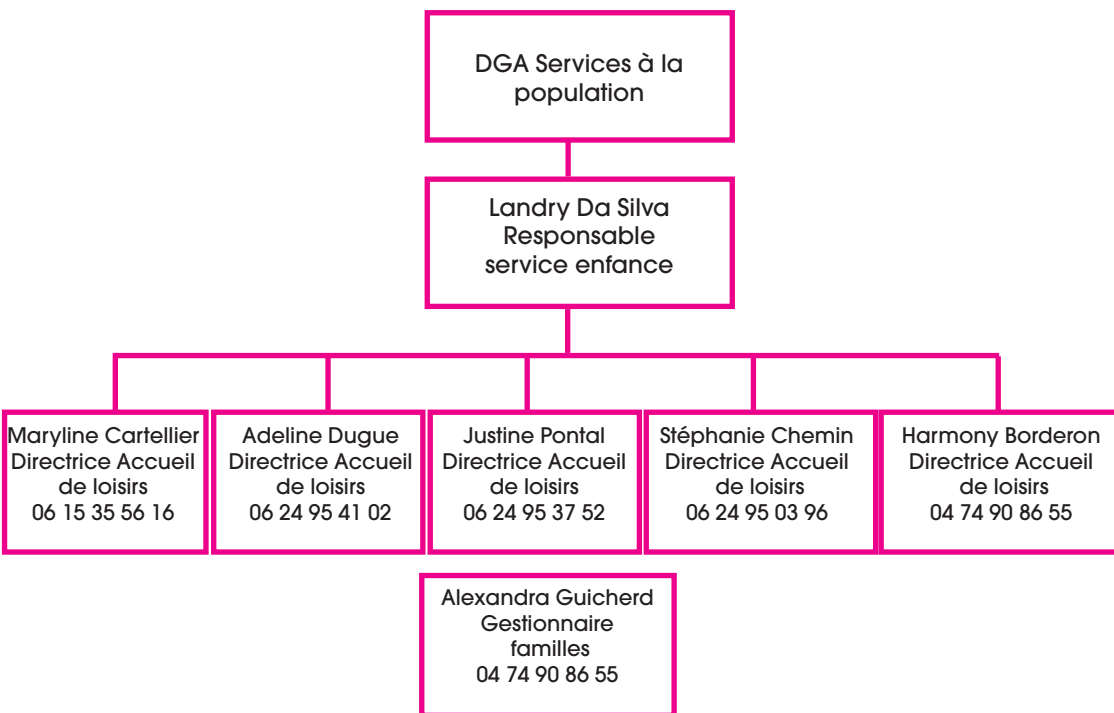 DGA Services à la
population
Landry Da Silva
Responsable
service enfance
Maryline Cartellier
Directrice Accueil
de loisirs
06 15 35 56 16
Adeline Dugue
Directrice Accueil
de loisirs
06 24 95 41 02
Justine Pontal
Directrice Accueil
de loisirs
06 24 95 37 52
Stéphanie Chemin
Directrice Accueil
de loisirs
06 24 95 03 96
Harmony Borderon
Directrice Accueil
de loisirs
04 74 90 86 55
Alexandra Guicherd
Gestionnaire
familles
04 74 90 86 55